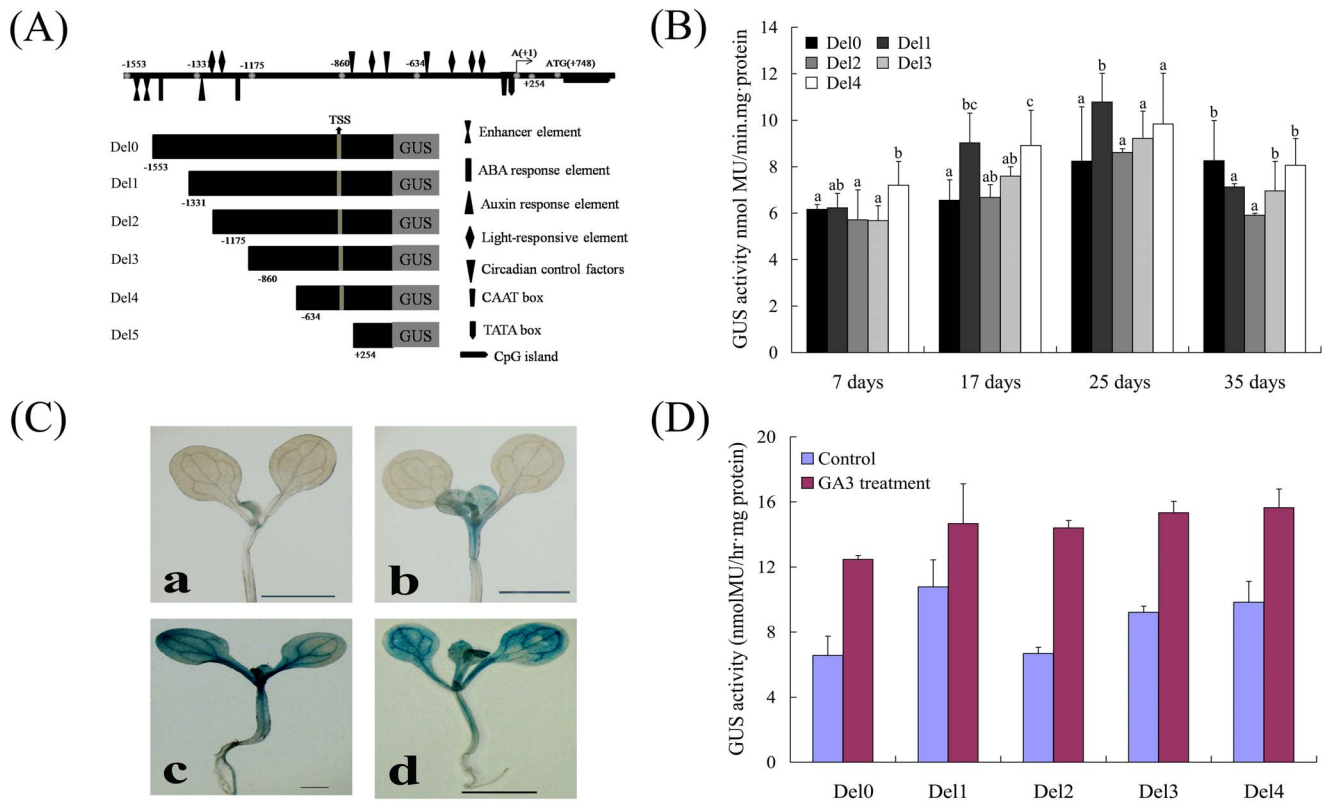 (A)
A(+1)
-1553 -1331 -1175 -860 -634 ATG(+748)
+254
TSS
Del0 GUS
-1553
Del1 GUS
-1331
Del2 GUS
-1175
Del3 GUS
-860
Del4 GUS
-634
Del5 GUS
+254
Enhancer element
ABA response element
Auxin response element
Light-responsive element
Circadian control factors
CAAT box
TATA box
CpG island
(B)
GUS activity nmol MU/min.mg·protein
14
12
10
8
6
4
2
0
Del0 Del1
Del2 Del3
Del4
a ab a a b
a bc ab ab c
a b a a a
b a a b b
7 days 17 days 25 days 35 days
(C)
a b
c d
(D)
GUS activity (nmolMU/hr·mg protein)
20
16
12
8
4
0
Control
GA3 treatment
Del0 Del1 Del2 Del3 Del4